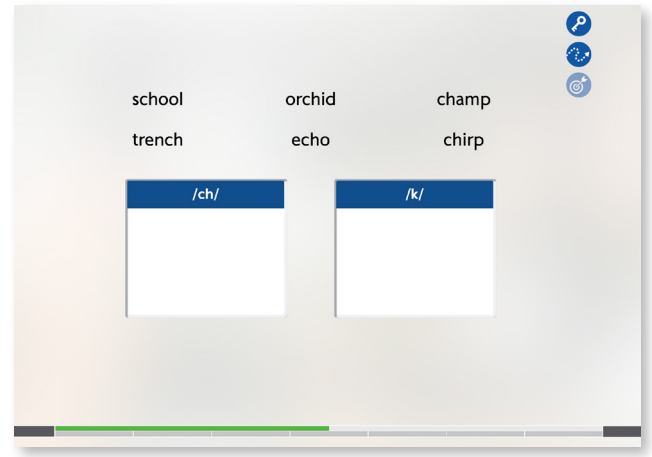 school orchid champ
trench echo chirp
/ch/ /k/